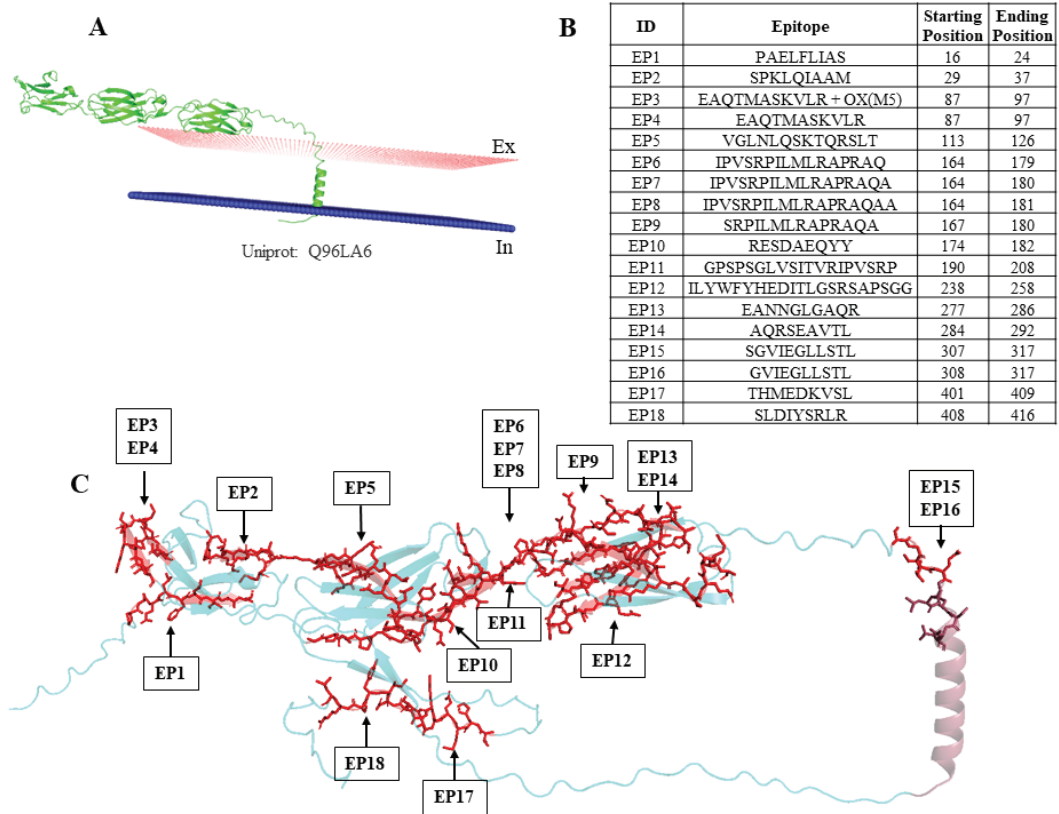 A
Ex
In
Uniprot: Q96LA6
B
ID Epitope Starting Position Ending Position
EP1 PAELFLIAS 16 24
EP2 SPKLQIAAM 29 37
EP3 EAQTMASKVLR + OX(M5) 87 97
EP4 EAQTMASKVLR 87 97
EP5 VGLNLQSKTQRSLT 113 126
EP6 IPVSRPILMLRAPRAQ 164 179
EP7 IPVSRPILMLRAPRAQA 164 180
EP8 IPVSRPILMLRAPRAQAA 164 181
EP9 SRPILMLRAPRAQA 167 180
EP10 RESDAEQYY 174 182
EP11 GPSPSGLVSITVRIPVSRP 190 208
EP12 ILYWFYHEDITLGSRSAPSGG 238 258
EP13 EANNGLGAQR 277 286
EP14 AQRSEAVTL 284 292
EP15 SGVIEGLLSTL 307 317
EP16 GVIEGLLSTL 308 317
EP17 THMEDKVSL 401 409
EP18 SLDIYSRLR 408 416
C
EP3
EP4
EP2
EP5
EP6
EP7
EP8
EP9
EP13
EP14
EP15
EP16
EP1
EP10
EP11
EP12
EP18
EP17